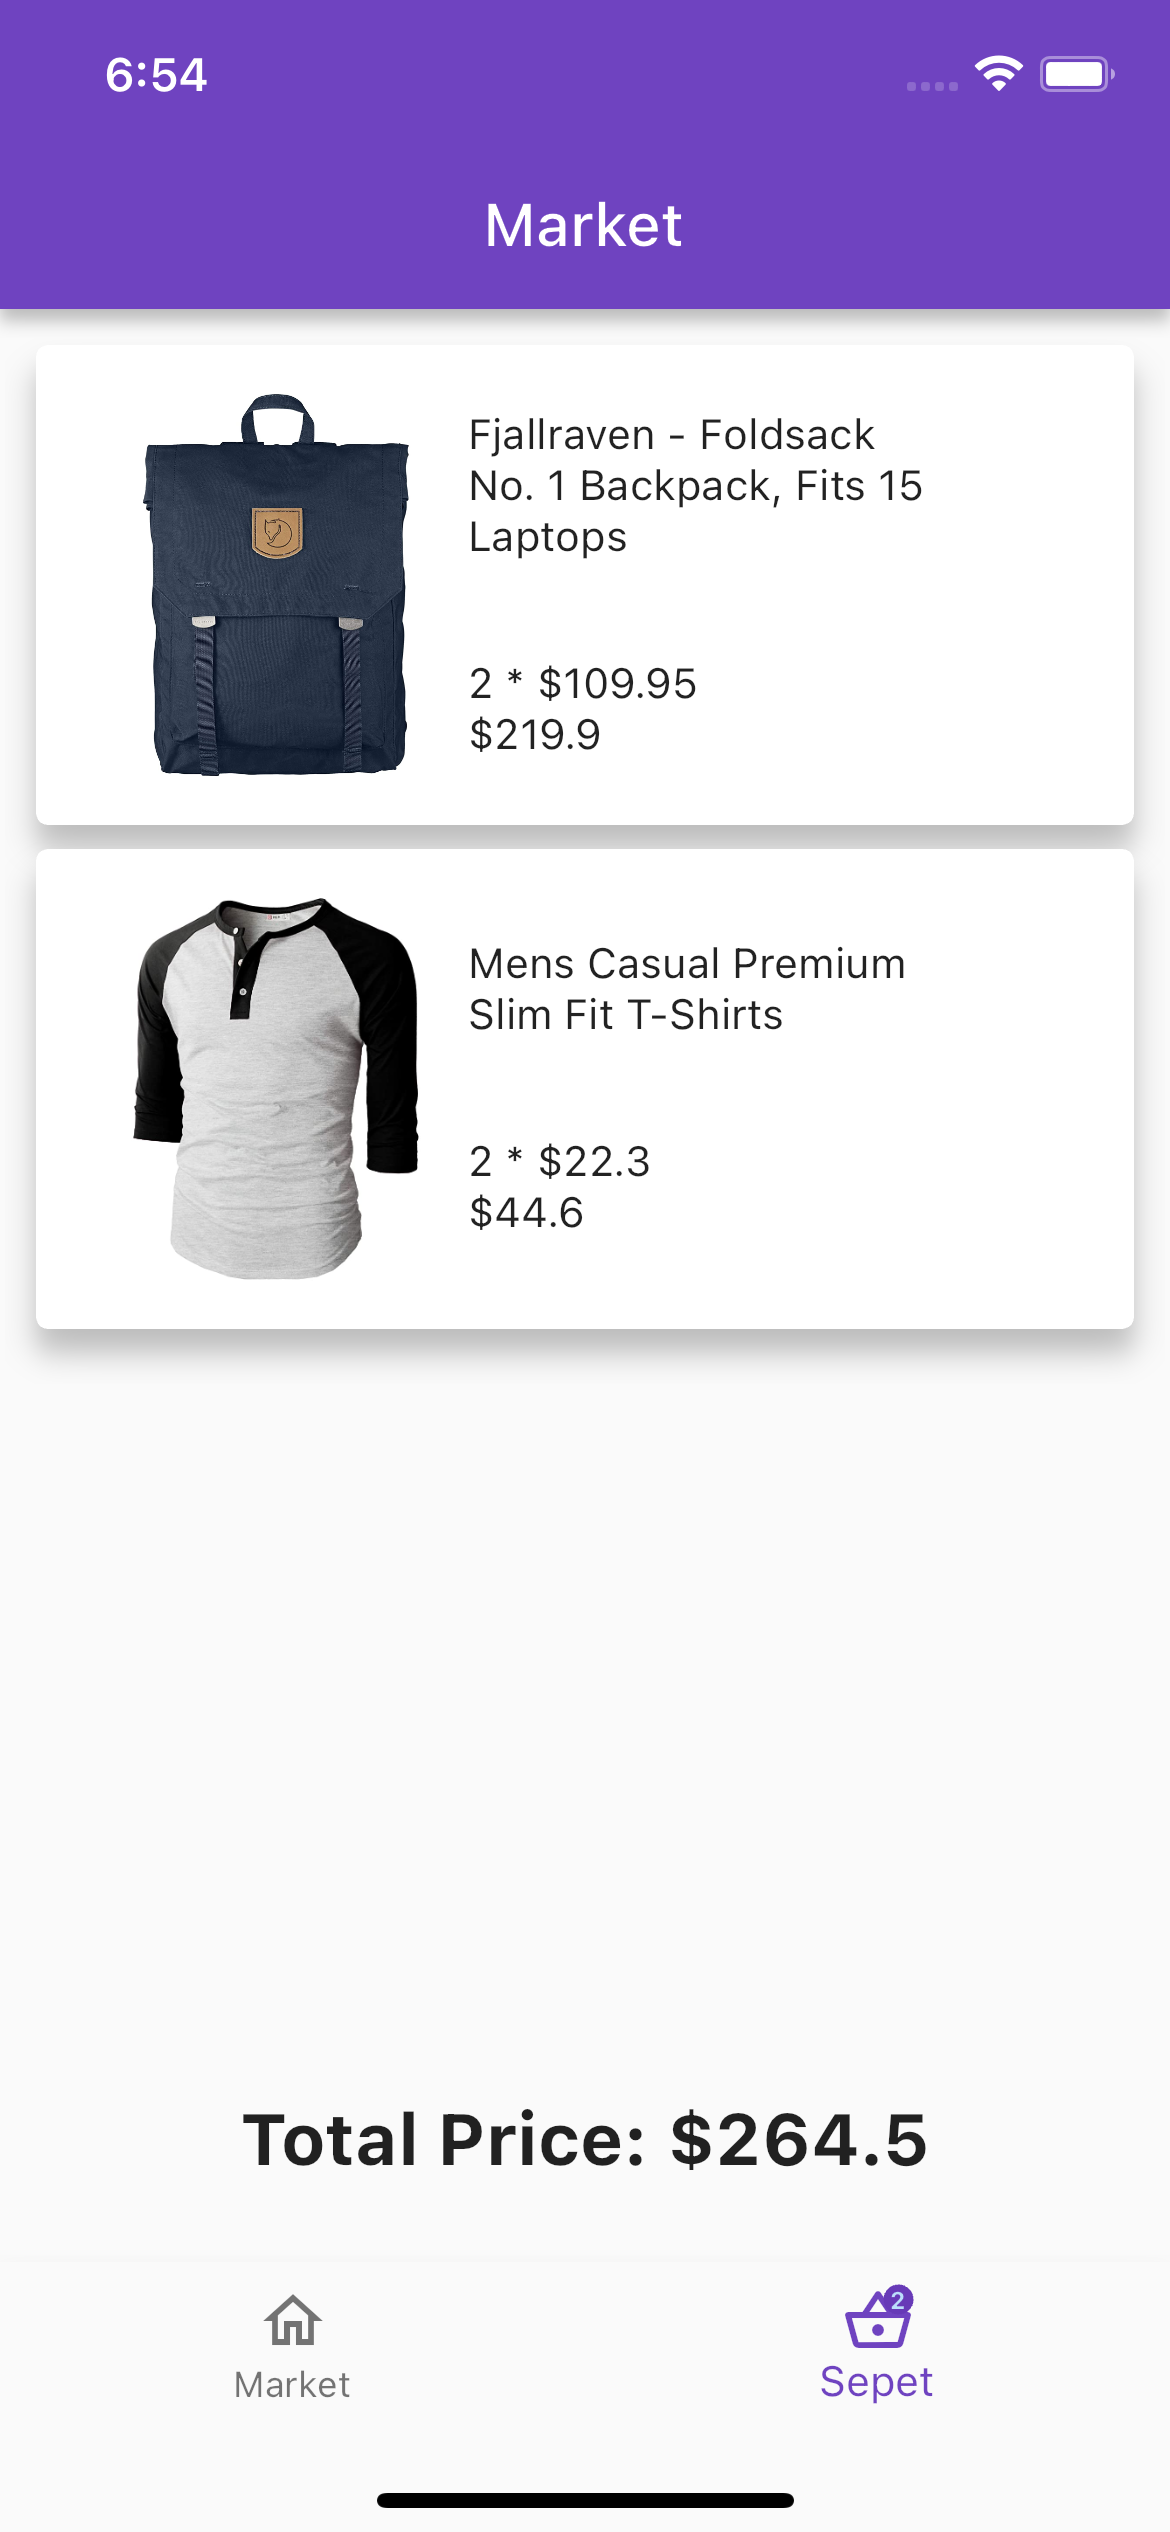 6:54
Market
Fjallraven - Foldsack
No. 1 Backpack, Fits 15
Laptops
2 * $109.95
$219.9
Mens Casual Premium
Slim Fit T-Shirts
2 * $22.3
$44.6
Total Price: $264.5
2
Market
Sepet